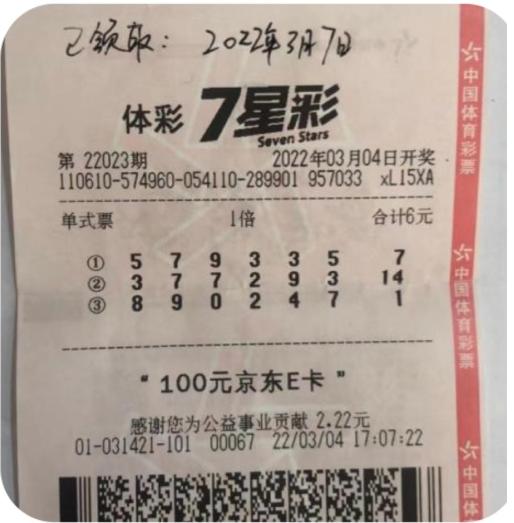 已领取： 2022年3月7日
体彩 7星彩
Seven Stars
第 22023期 2022年03月04日开奖
110610-574960-054110-289901 957033 xL15XA
单式票 1倍 合计6元
① 5 7 9 3 3 5 7
② 3 7 7 2 9 3 14
③ 8 9 0 2 4 7 1
“ 100元京东E卡 ”
感谢您为公益事业贡献 2.22元
01-031421-101 00067 22/03/04 17:07:22
中国体育彩票
中国体育彩票
中国体